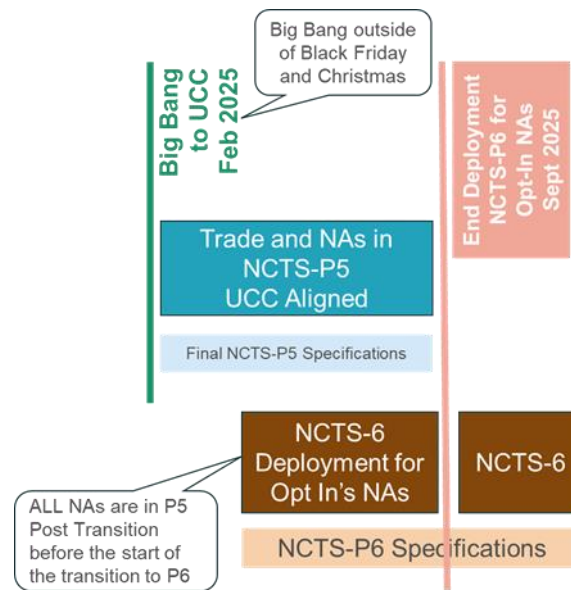 Big Bang outside
of Black Friday
and Christmas
Big Bang
to UCC
Feb 2025
End Deployment
NCTS-P6 for
Opt-In NAs
Sept 2025
Trade and NAs in
NCTS-P5
UCC Aligned
Final NCTS-P5 Specifications
NCTS-6
Deployment for
Opt In's NAs
NCTS-6
ALL NAs are in P5
Post Transition
before the start of
the transition to P6
NCTS-P6 Specifications